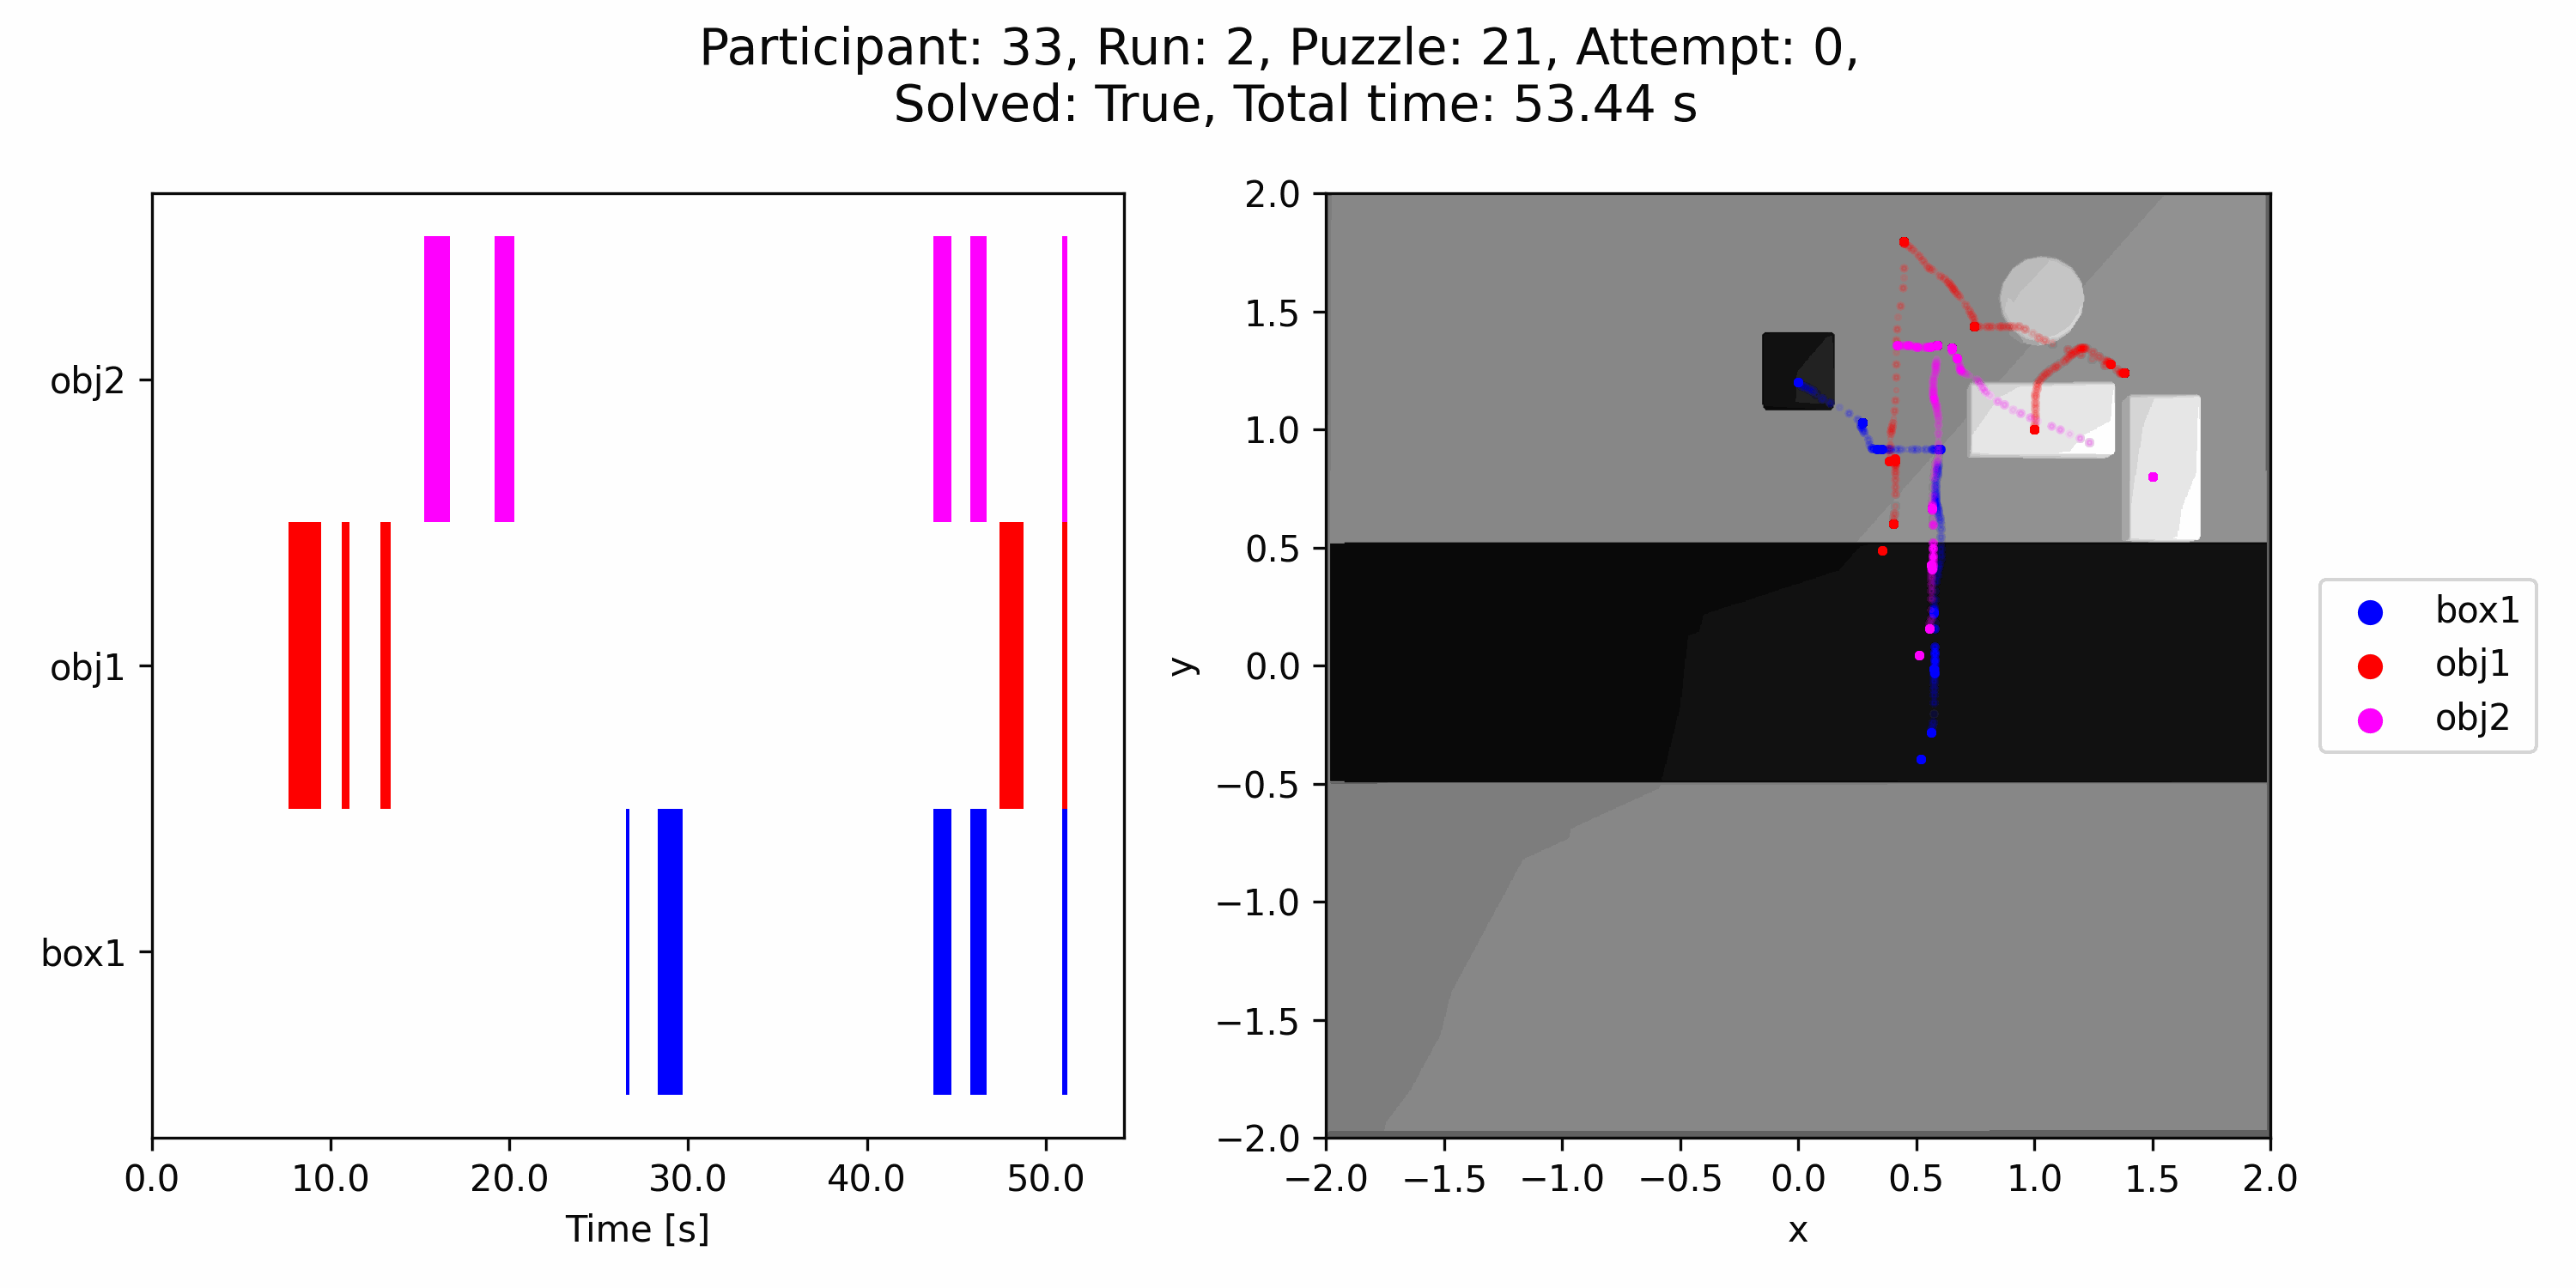 Participant: 33, Run: 2, Puzzle: 21, Attempt: 0,
Solved: True, Total time: 53.44 s
obj2
obj1
box1
0.0 10.0 20.0 30.0 40.0 50.0
Time [s]
2.0
1.5
1.0
0.5
0.0
−0.5
−1.0
−1.5
−2.0
y
−2.0 −1.5 −1.0 −0.5 0.0 0.5 1.0 1.5 2.0
x
box1
obj1
obj2